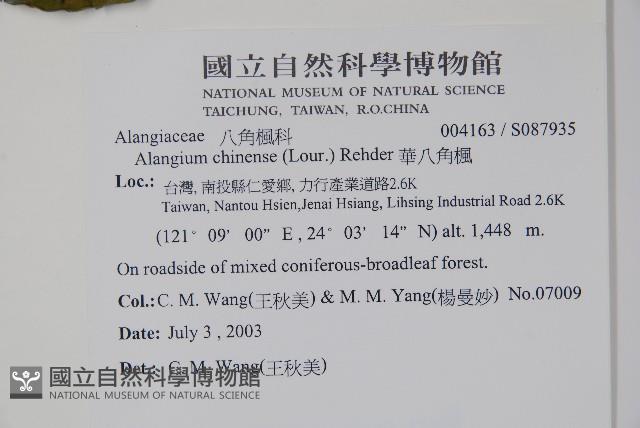 國立自然科學博物館
NATIONAL MUSEUM OF NATURAL SCIENCE
TAICHUNG, TAIWAN, R.O.CHINA
004163 / S087935
Alangiaceae 八角楓科
Alangium chinense (Lour.) Rehder 華八角楓
Loc.: 台灣, 南投縣仁愛鄉, 力行產業道路2.6K
Taiwan, Nantou Hsien,Jenai Hsiang, Lihsing Industrial Road 2.6K
(121° 09' 00" E , 24° 03' 14" N) alt. 1,448 m.
On roadside of mixed coniferous-broadleaf forest.
Col.: C. M. Wang(王秋美) & M. M. Yang(楊曼妙) No.07009
Date: July 3 , 2003
Det.: C. M. Wang(王秋美)
國立自然科學博物館
NATIONAL MUSEUM OF NATURAL SCIENCE